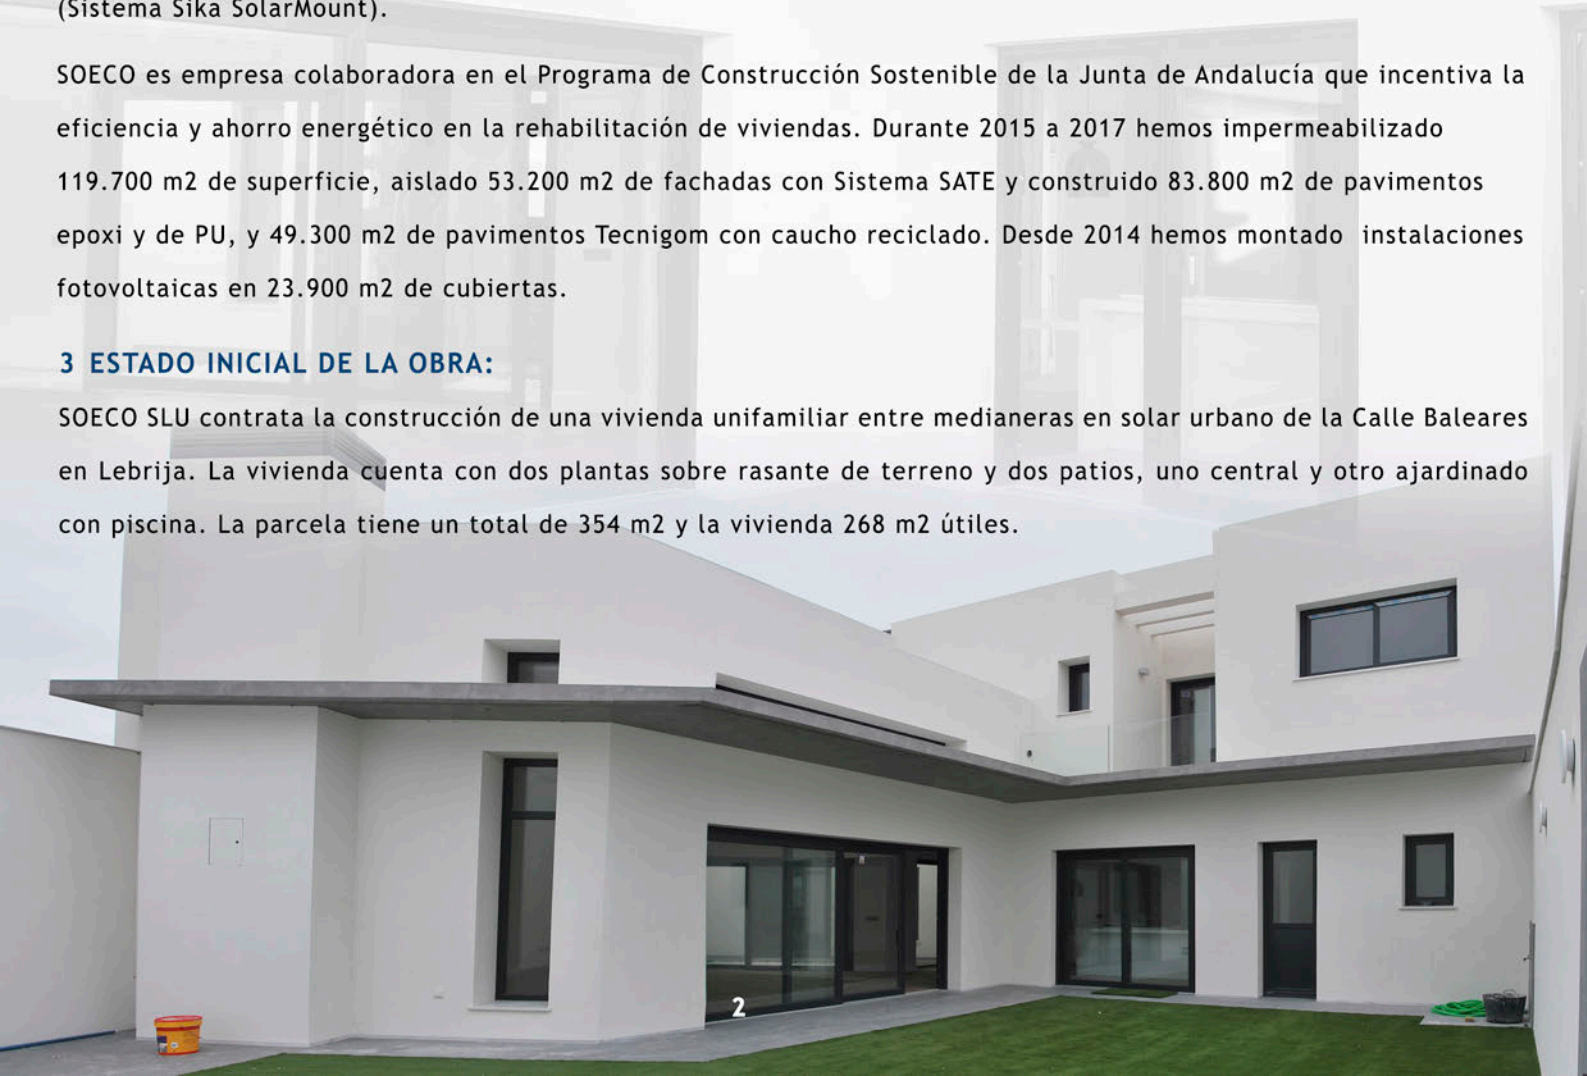 (Sistema Sika SolarMount).
SOECO es empresa colaboradora en el Programa de Construcción Sostenible de la Junta de Andalucía que incentiva la
eficiencia y ahorro energético en la rehabilitación de viviendas. Durante 2015 a 2017 hemos impermeabilizado
119.700 m2 de superficie, aislado 53.200 m2 de fachadas con Sistema SATE y construido 83.800 m2 de pavimentos
epoxi y de PU, y 49.300 m2 de pavimentos Tecnigom con caucho reciclado. Desde 2014 hemos montado instalaciones
fotovoltaicas en 23.900 m2 de cubiertas.
3 ESTADO INICIAL DE LA OBRA:
SOECO SLU contrata la construcción de una vivienda unifamiliar entre medianeras en solar urbano de la Calle Baleares
en Lebrija. La vivienda cuenta con dos plantas sobre rasante de terreno y dos patios, uno central y otro ajardinado
con piscina. La parcela tiene un total de 354 m2 y la vivienda 268 m2 útiles.
2